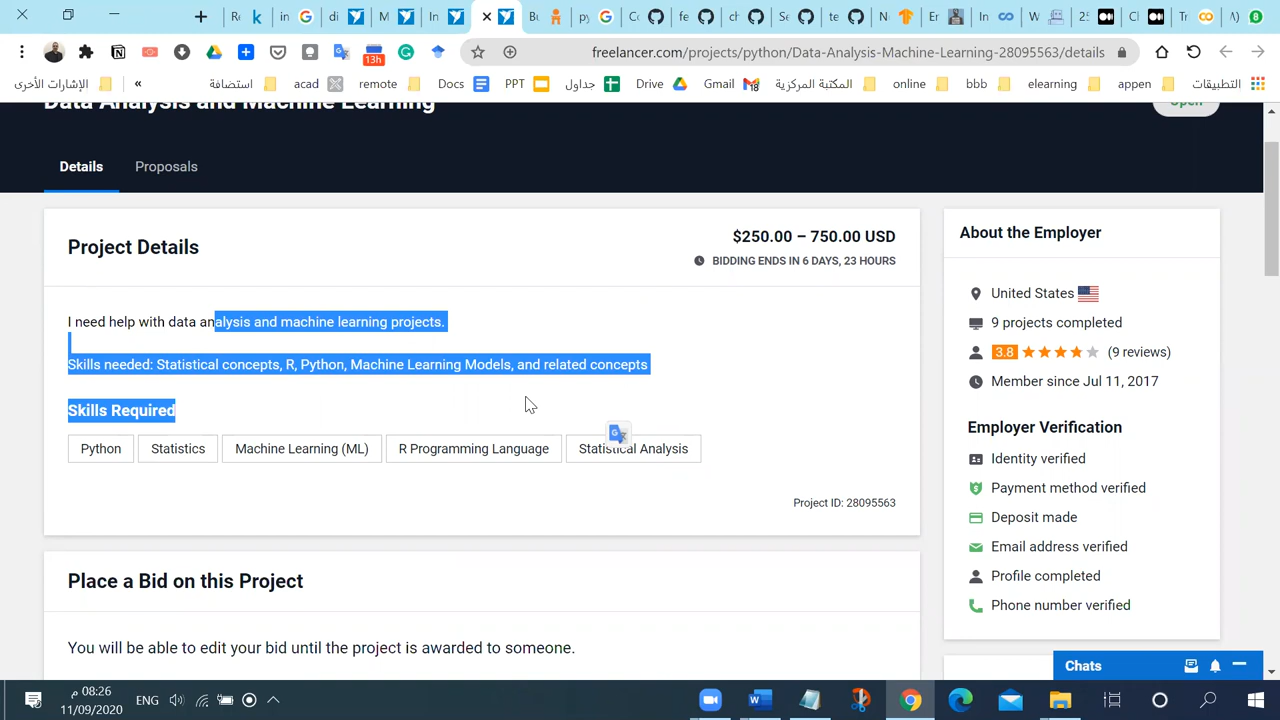 freelancer.com/projects/python/Data-Analysis-Machine-Learning-28095563/details
13h
8
الإشارات الأخرى
«
استضافة
acad
remote
Docs
PPT
جداول
Drive
Gmail
المكتبة المركزية
online
bbb
elearning
appen
التطبيقات
Data Analysis and Machine Learning
Open
Details
Proposals
Project Details
$250.00 – 750.00 USD
BIDDING ENDS IN 6 DAYS, 23 HOURS
I need help with data analysis and machine learning projects.
Skills needed: Statistical concepts, R, Python, Machine Learning Models, and related concepts
Skills Required
Python
Statistics
Machine Learning (ML)
R Programming Language
Statistical Analysis
Project ID: 28095563
Place a Bid on this Project
You will be able to edit your bid until the project is awarded to someone.
About the Employer
United States
9 projects completed
3.8
(9 reviews)
Member since Jul 11, 2017
Employer Verification
Identity verified
Payment method verified
Deposit made
Email address verified
Profile completed
Phone number verified
Chats
08:26 م
11/09/2020
ENG